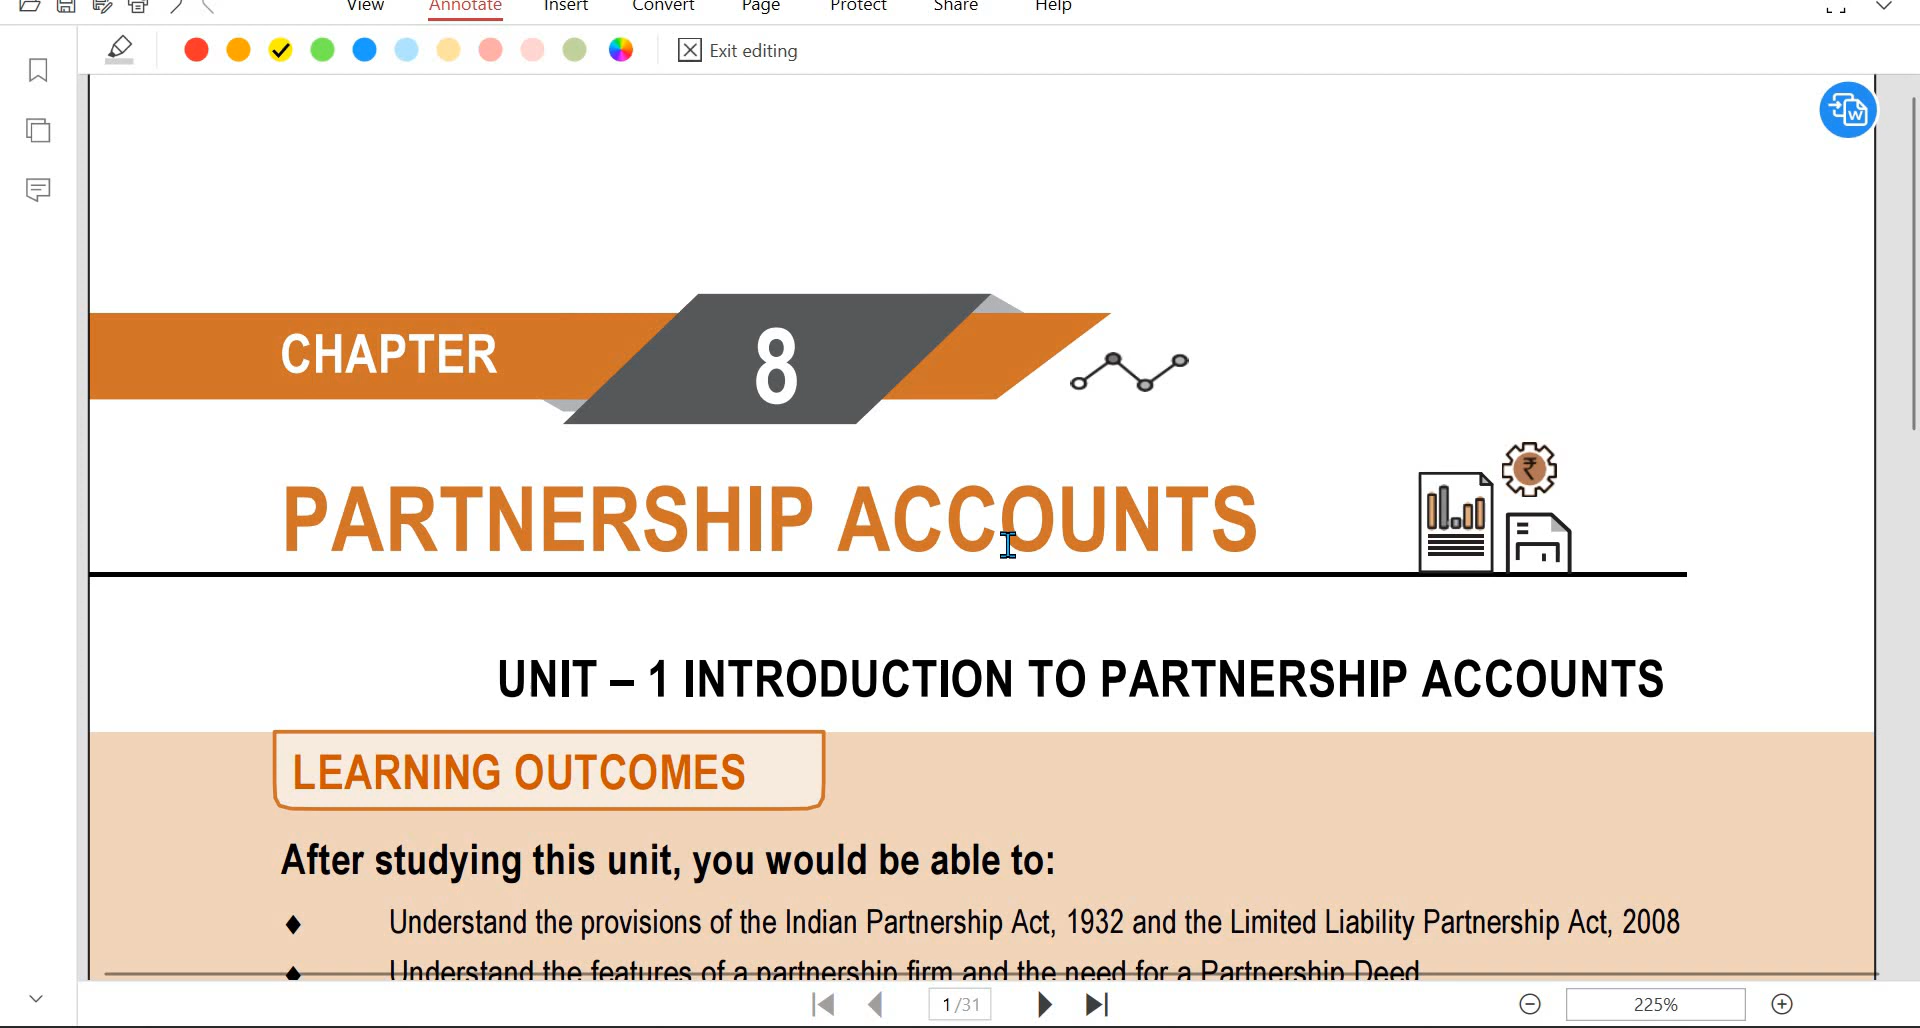 View Annotate Insert Convert Page Protect Share Help
Exit editing
W
CHAPTER 8
₹
PARTNERSHIP ACCOUNTS
UNIT – 1 INTRODUCTION TO PARTNERSHIP ACCOUNTS
LEARNING OUTCOMES
After studying this unit, you would be able to:
♦ Understand the provisions of the Indian Partnership Act, 1932 and the Limited Liability Partnership Act, 2008
♦ Understand the features of a partnership firm and the need for a Partnership Deed
1 /31
225%